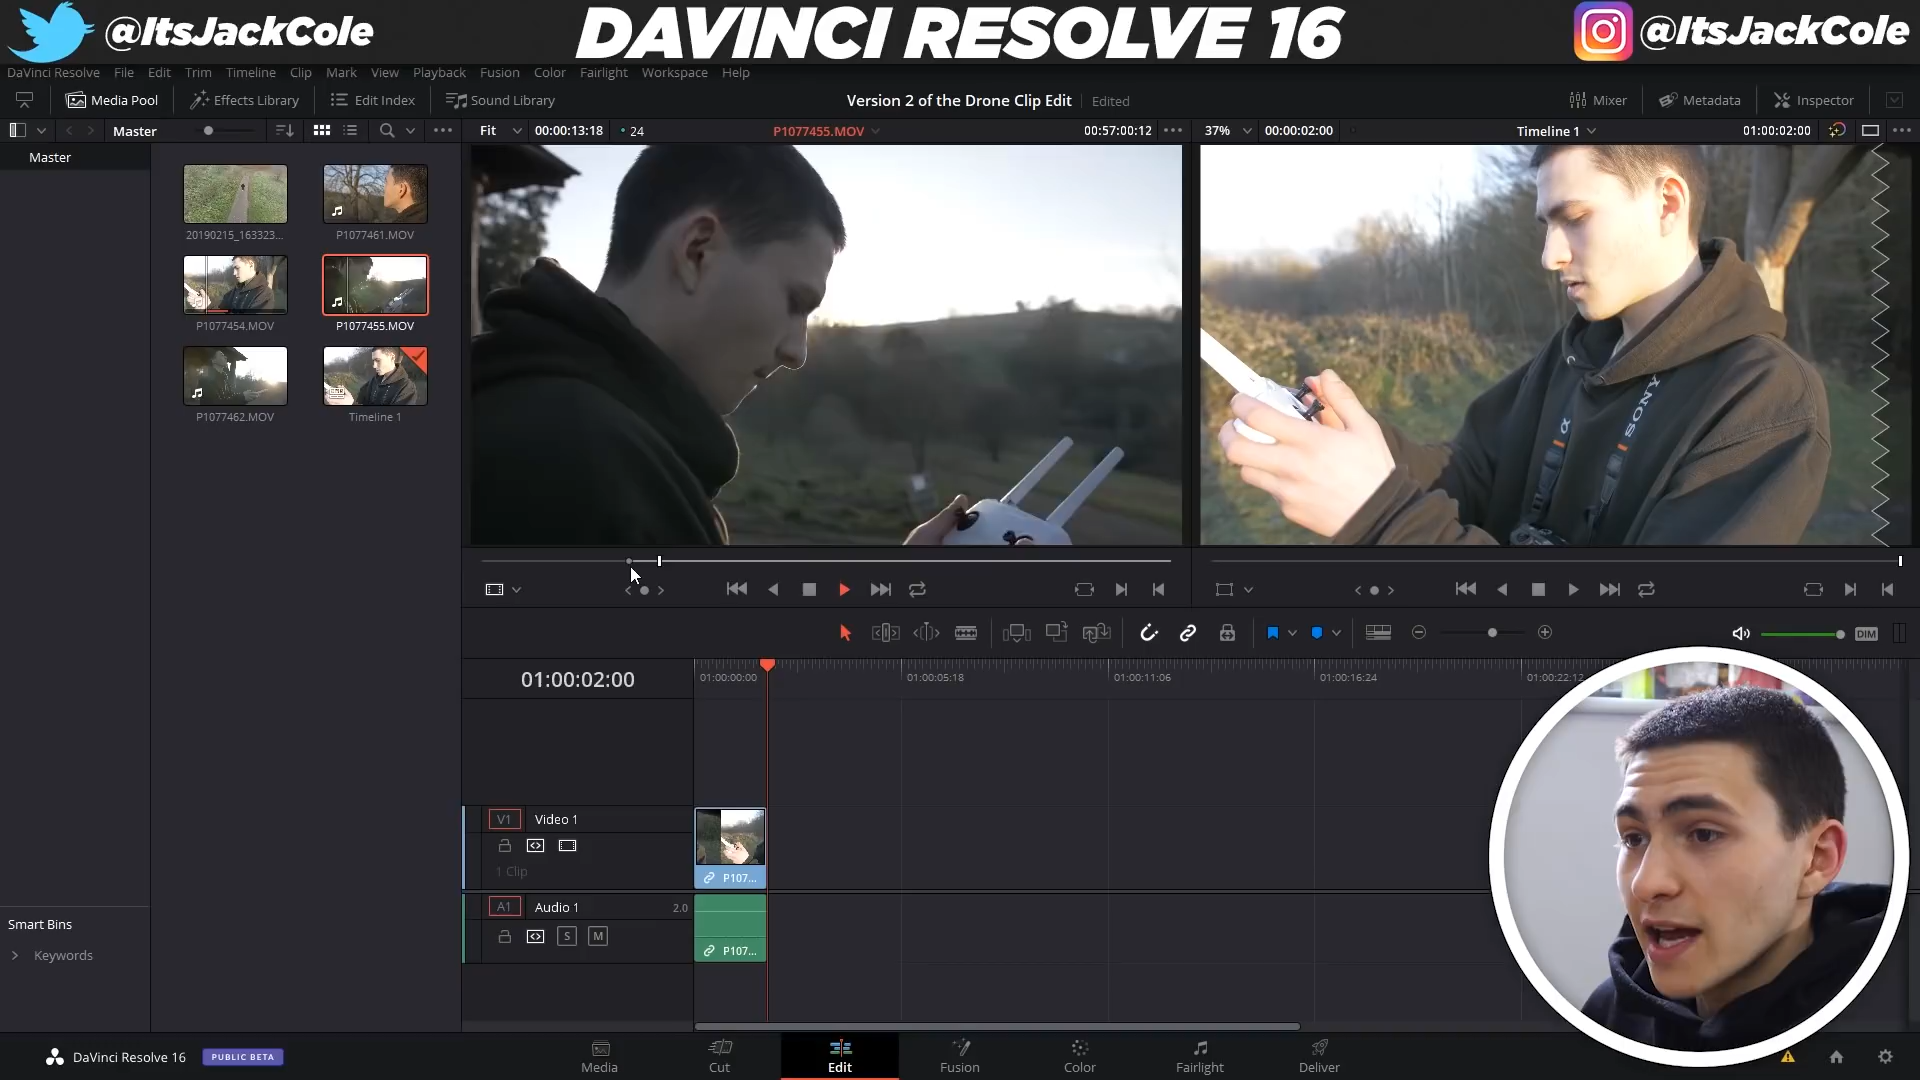 @ItsJackCole
DAVINCI RESOLVE 16
@ItsJackCole
DaVinci Resolve File Edit Trim Timeline Clip Mark View Playback Fusion Color Fairlight Workspace Help
Media Pool Effects Library Edit Index Sound Library Version 2 of the Drone Clip Edit Edited Mixer Metadata Inspector
Master Fit 00:00:13:18 24 P1077455.MOV 00:57:00:12 37% 00:00:02:00 Timeline 1 01:00:02:00
Master
20190215_163323... P1077461.MOV
P1077454.MOV P1077455.MOV
P1077462.MOV Timeline 1
SONY
α
DIM
01:00:02:00 01:00:00:00 01:00:05:18 01:00:11:06 01:00:16:24 01:00:22:12
V1 Video 1
1 Clip
P107...
A1 Audio 1 2.0
S M
P107...
Smart Bins
Keywords
DaVinci Resolve 16 PUBLIC BETA
Media Cut Edit Fusion Color Fairlight Deliver